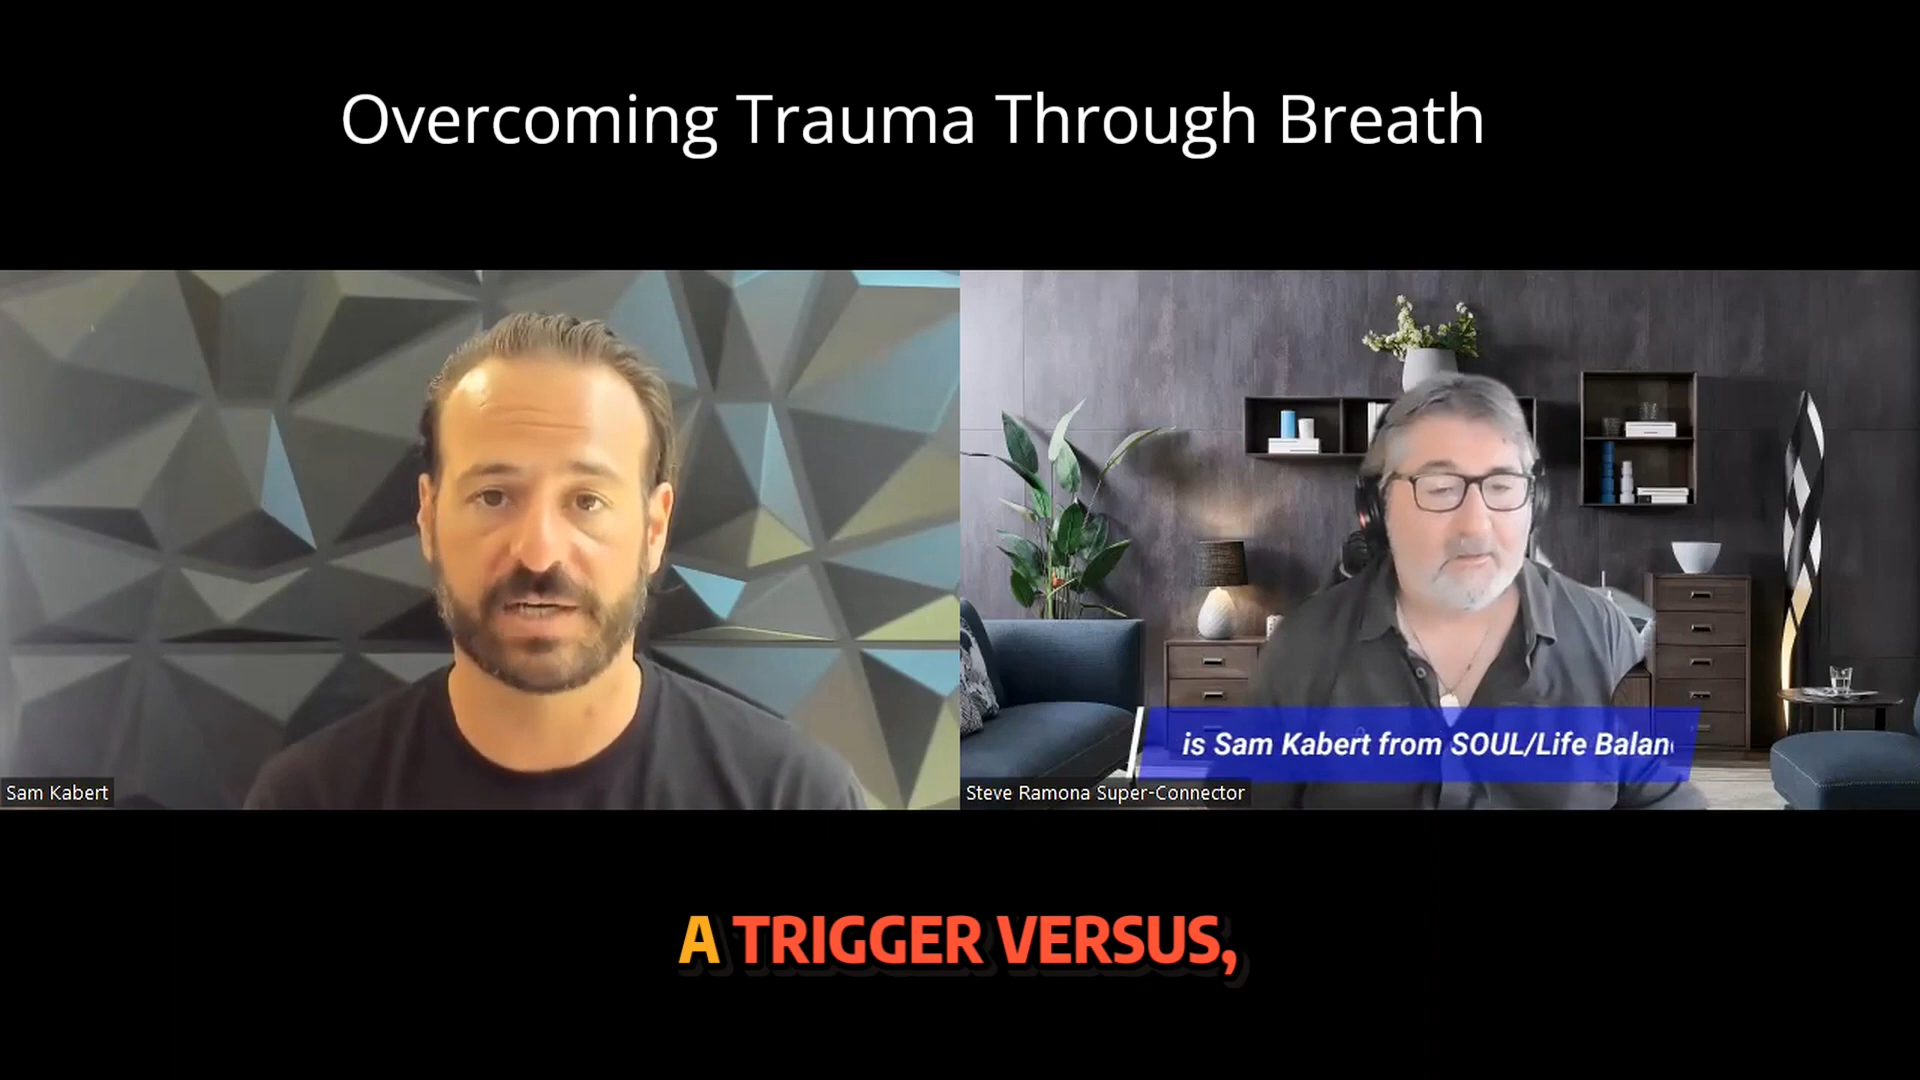 Overcoming Trauma Through Breath
is Sam Kabert from SOUL/Life Balan
Sam Kabert
Steve Ramona Super-Connector
A TRIGGER VERSUS,